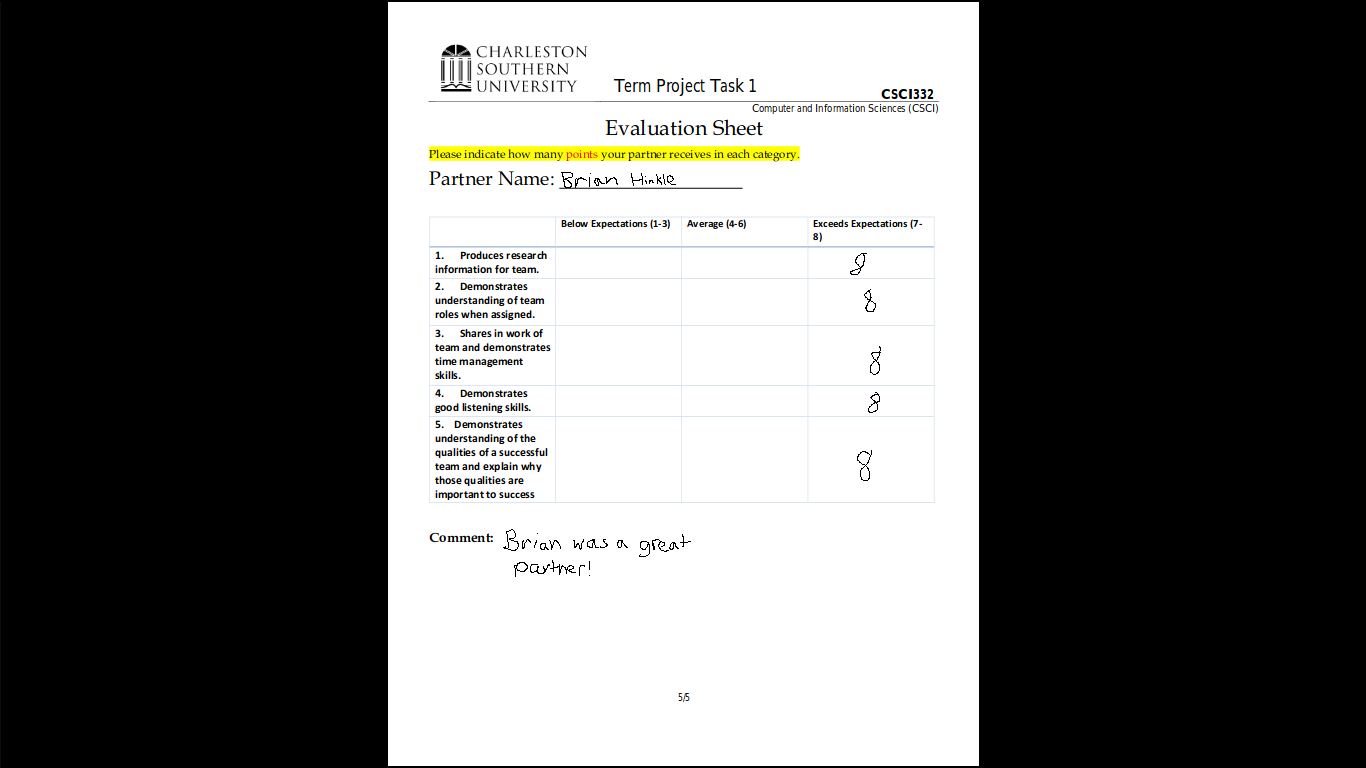 CHARLESTON
SOUTHERN
UNIVERSITY
Term Project Task 1
CSCI332
Computer and Information Sciences (CSCI)
Evaluation Sheet
Please indicate how many points your partner receives in each category.
Partner Name: Brian Hinkle
Below Expectations (1-3) Average (4-6) Exceeds Expectations (7-
8)
1. Produces research
information for team.
8
2. Demonstrates
understanding of team
roles when assigned.
8
3. Shares in work of
team and demonstrates
time management
skills.
8
4. Demonstrates
good listening skills.
8
5. Demonstrates
understanding of the
qualities of a successful
team and explain why
those qualities are
important to success
8
Comment: Brian was a great
partner!
5/5